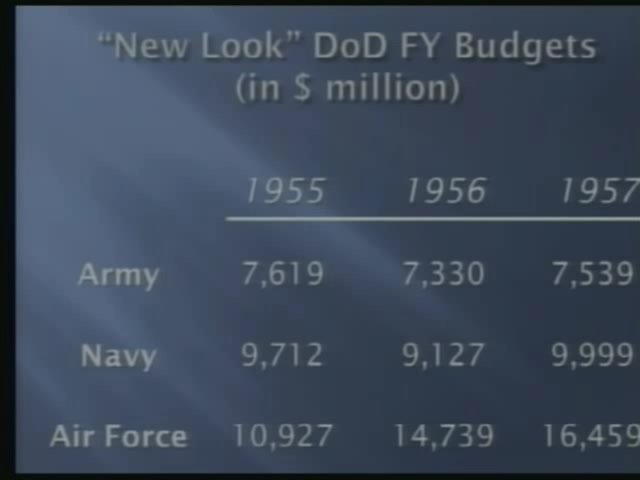 “New Look” DoD FY Budgets
(in $ million)
1955 1956 1957
Army 7,619 7,330 7,539
Navy 9,712 9,127 9,999
Air Force 10,927 14,739 16,459